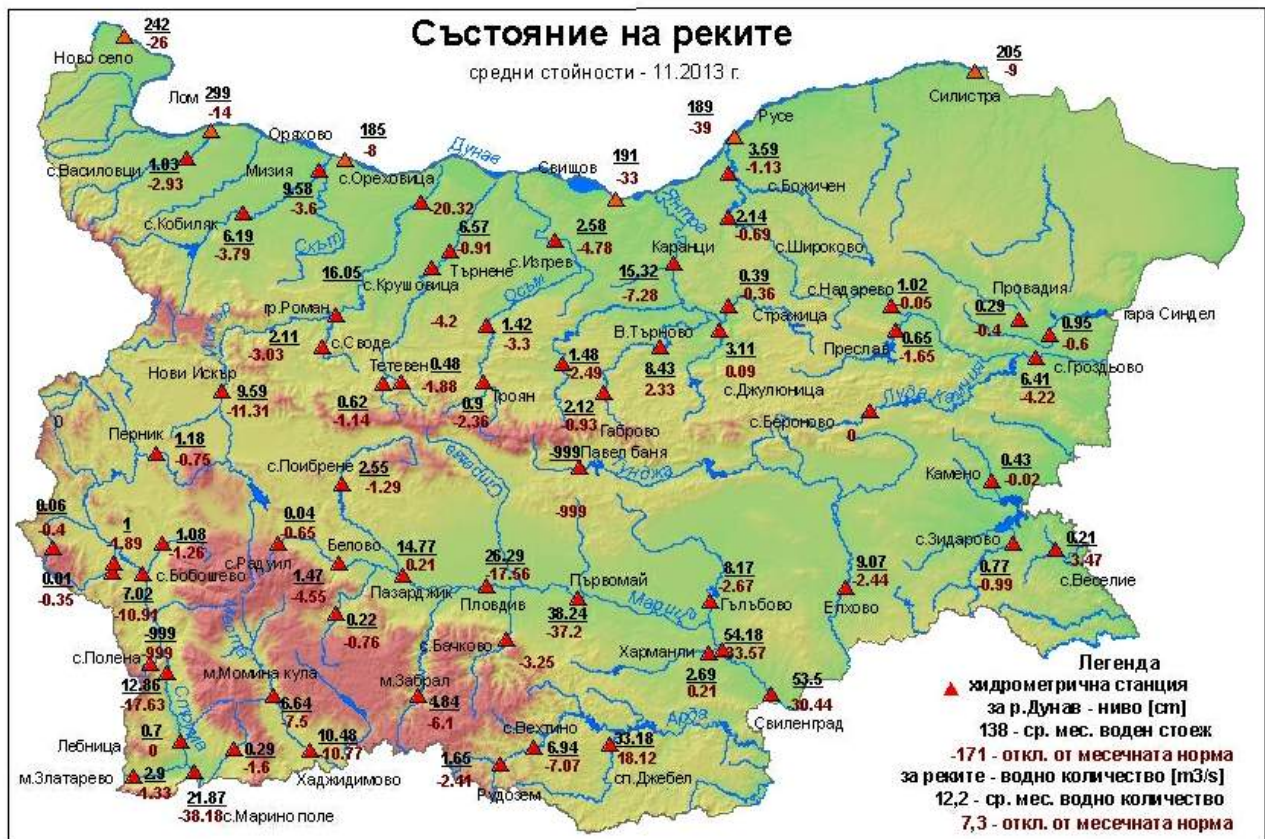 Състояние на реките
средни стойности - 11.2013 г.
242
-26
Ново село
205
-9
Силистра
Лом
299
-14
Оряхово
185
-8
Дунав
Свищов
191
-33
189
-39
Русе
3.59
-1.13
с.Божичен
с.Василовци
1.03
-2.93
Мизия
9.58
-3.6
с.Ореховица
-20.32
с.Кобиляк
6.19
-3.79
Скът
6.57
-0.91
Търнене
с.Изгрев
2.58
-4.78
Янтра
2.14
-0.69
с.Широково
Каранци
15.32
-7.28
16.05
с.Крушовица
Осъм
0.39
-0.36
Стражица
с.Надарево
1.02
-0.05
Провадия
0.29
-0.4
гара Синдел
0.95
-0.6
гр.Роман
2.11
-3.03
с.Своде
-4.2
1.42
-3.3
В.Търново
3.11
0.09
с.Джулюница
Преслав
0.65
-1.65
с.Гроздьово
6.41
-4.22
Нови Искър
9.59
-11.31
Тетевен
0.48
-1.88
0.62
-1.14
0.9
-2.36
Троян
1.48
-2.49
8.43
2.33
2.12
-0.93
Габрово
Луда Камчия
с.Бероново
0
Перник
1.18
-0.75
с.Поибрене
2.55
-1.29
Стряма
-999
Павел баня
Тунджа
-999
Камено
0.43
-0.02
0.06
-0.4
1
-1.89
1.08
-1.26
0.04
-0.65
с.Радуил
Белово
14.77
0.21
26.29
-17.56
Първомай
8.17
-2.67
9.07
-2.44
с.Зидарово
0.77
-0.99
0.21
-3.47
с.Веселие
0.01
-0.35
с.Бобошево
7.02
-10.91
1.47
-4.55
Пазарджик
Пловдив
38.24
-37.2
Марица
Гълъбово
Елхово
0.22
-0.76
с.Бачково
-3.25
Харманли
54.18
-33.57
2.69
0.21
-999
-999
с.Полена
12.86
-17.63
Струма
Места
м.Момина кула
6.64
-7.5
м.Забрал
4.84
-6.1
53.5
-30.44
Свиленград
Арда
Лебница
0.7
0
0.29
-1.6
10.48
-10.77
Хаджидимово
с.Вехтино
6.94
-7.07
33.18
18.12
сп.Джебел
1.65
-2.41
Рудозем
м.Златарево
2.9
-1.33
21.87
-38.18
с.Марино поле
Легенда
хидрометрична станция
за р.Дунав - ниво [cm]
138 - ср. мес. воден стоеж
-171 - откл. от месечната норма
за реките - водно количество [m3/s]
12,2 - ср. мес. водно количество
7,3 - откл. от месечната норма